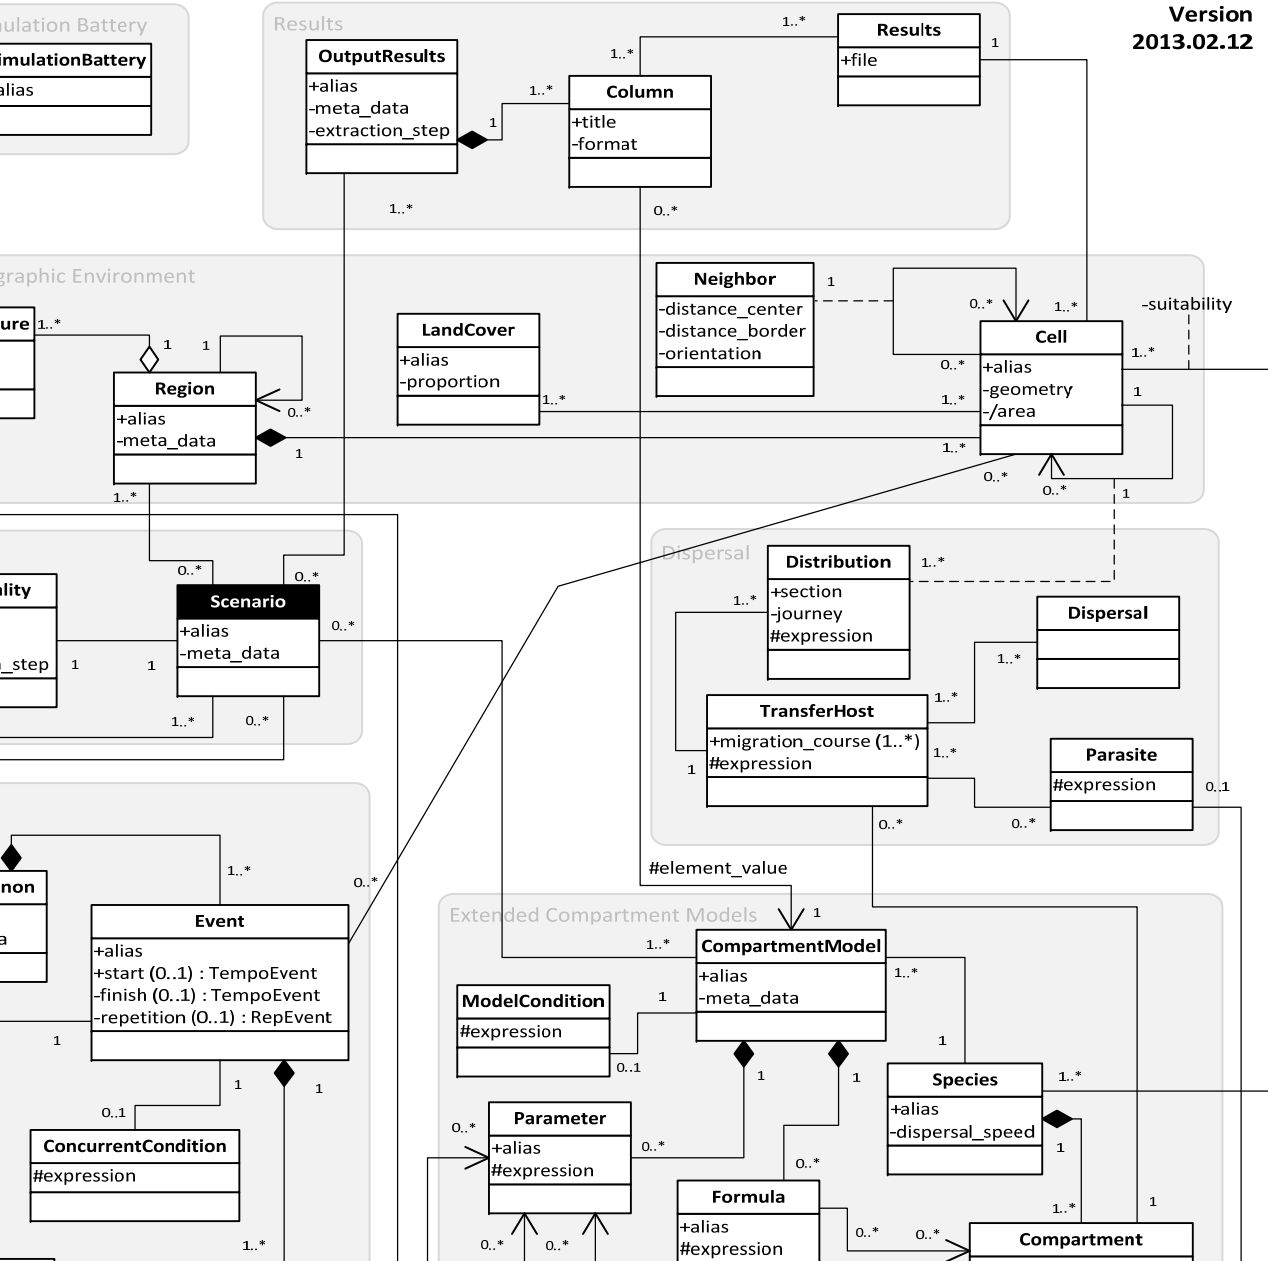 Version
2013.02.12
ulation Battery
imulationBattery
alias
Results
OutputResults
+alias
-meta_data
-extraction_step
1
1..*
Column
+title
-format
1..*
1..*
Results
+file
1
1..*
0..*
graphic Environment
ure
1..*
1
1
0..*
Region
+alias
-meta_data
1
1..*
LandCover
+alias
-proportion
1..*
Neighbor
-distance_center
-distance_border
-orientation
1
0..*
1..*
0..*
-suitability
Cell
+alias
-geometry
-/area
1..*
1
1..*
1..*
0..*
0..*
1
0..*
0..*
lity
_step
1
1
Scenario
+alias
-meta_data
0..*
1..*
0..*
Dispersal
Distribution
+section
-journey
#expression
1..*
1..*
Dispersal
1..*
TransferHost
+migration_course (1..*)
#expression
1
1..*
1..*
0..*
0..*
Parasite
#expression
0..1
non
a
1..*
0..*
Event
+alias
+start (0..1) : TempoEvent
-finish (0..1) : TempoEvent
-repetition (0..1) : RepEvent
1
1
1
0..1
ConcurrentCondition
#expression
1..*
#element_value
1
Extended Compartment Models
1..*
CompartmentModel
+alias
-meta_data
1..*
1
ModelCondition
#expression
0..1
1
1
1
Species
+alias
-dispersal_speed
1..*
1
1..*
1
0..*
Parameter
+alias
#expression
0..*
0..*
0..*
0..*
Formula
+alias
#expression
0..*
0..*
Compartment